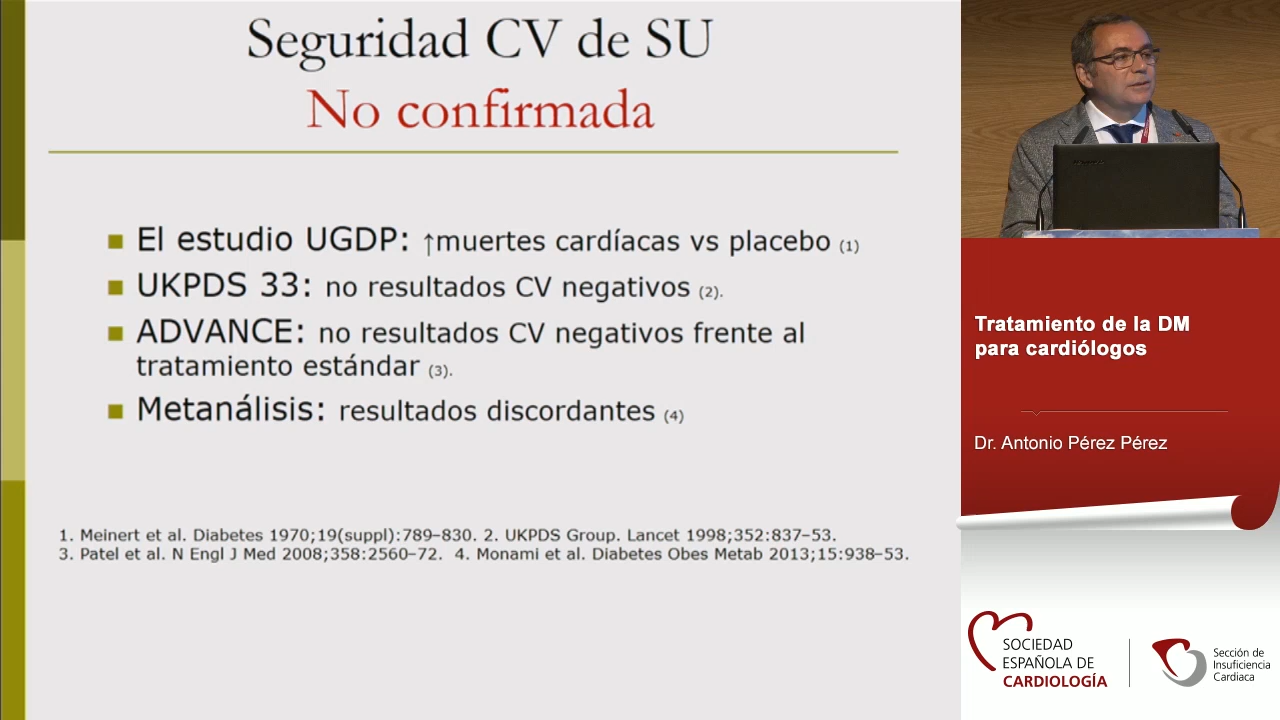 Seguridad CV de SU
No confirmada
■ El estudio UGDP: ↑muertes cardíacas vs placebo (1)
■ UKPDS 33: no resultados CV negativos (2).
■ ADVANCE: no resultados CV negativos frente al
tratamiento estándar (3).
■ Metanálisis: resultados discordantes (4)
1. Meinert et al. Diabetes 1970;19(suppl):789–830. 2. UKPDS Group. Lancet 1998;352:837–53.
3. Patel et al. N Engl J Med 2008;358:2560–72. 4. Monami et al. Diabetes Obes Metab 2013;15:938–53.
Tratamiento de la DM
para cardiólogos
Dr. Antonio Pérez Pérez
SOCIEDAD
ESPAÑOLA DE
CARDIOLOGÍA
Sección de
Insuficiencia
Cardiaca